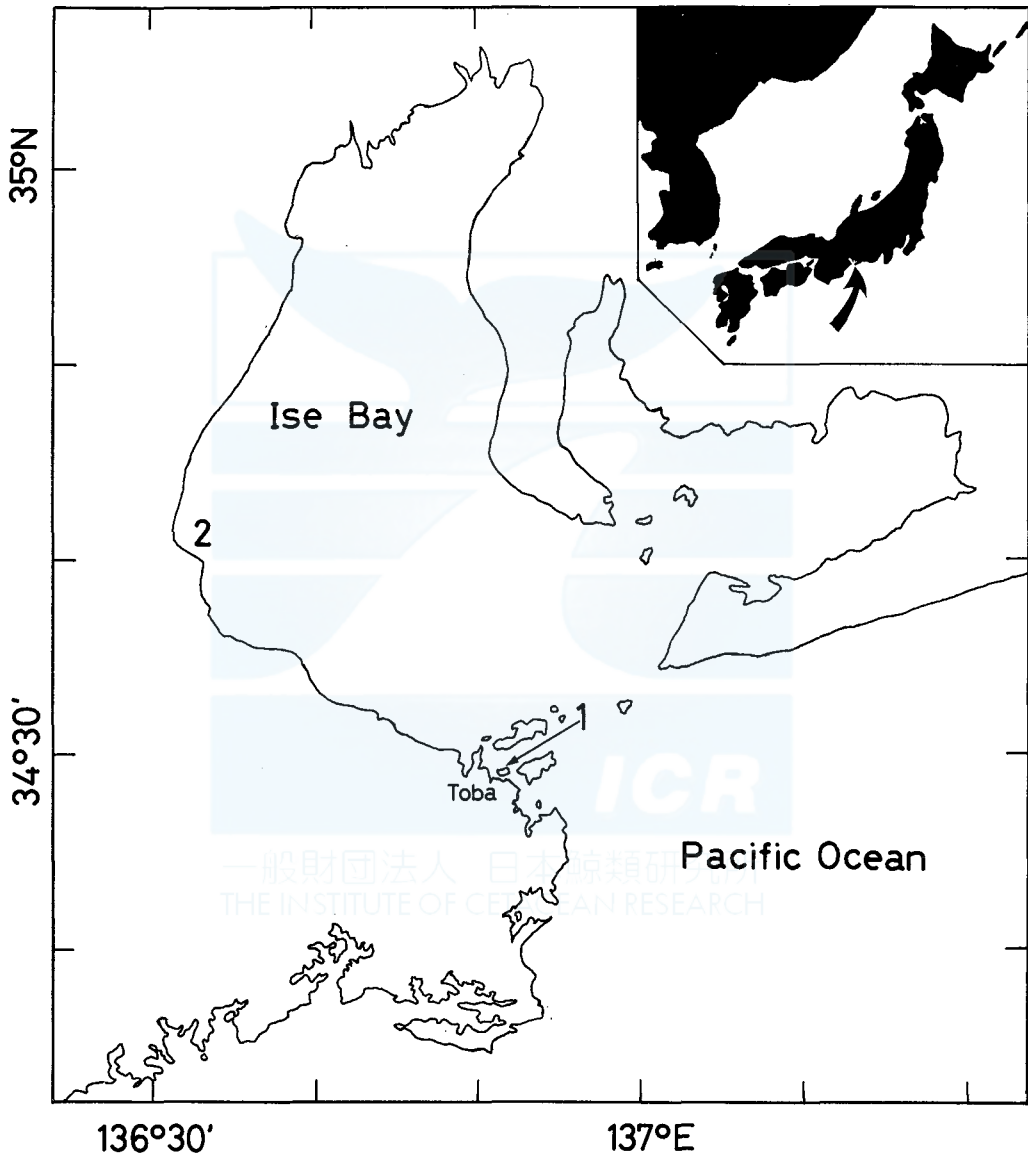 35°N
Ise Bay
2
1
34°30'
Toba
ICR
Pacific Ocean
一般財団法人 日本鯨類研究所
THE INSTITUTE OF CETACEAN RESEARCH
136°30'
137°E